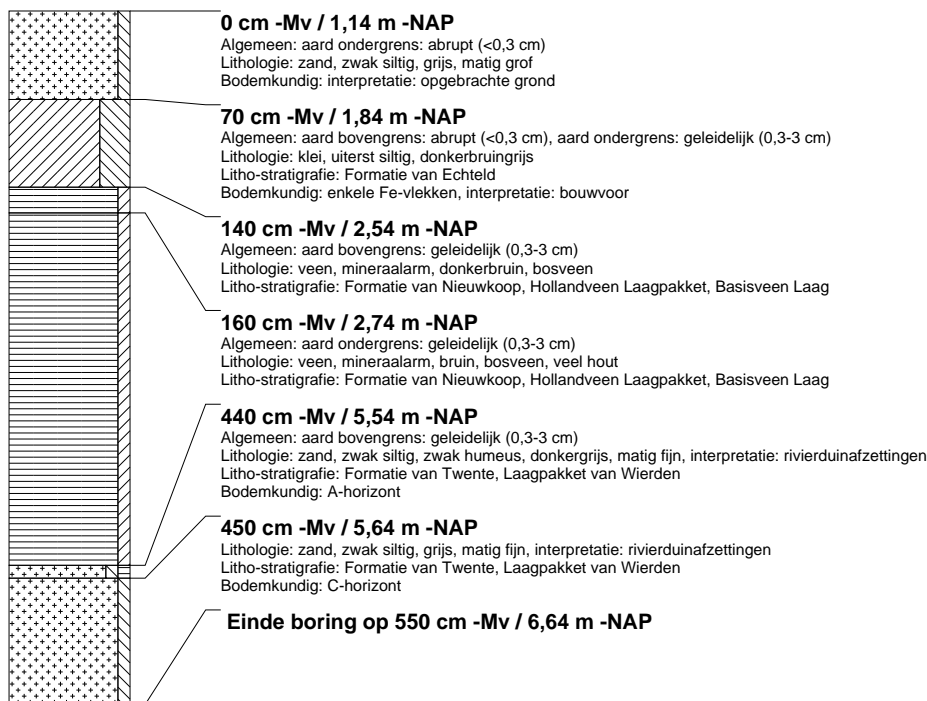 0 cm -Mv / 1,14 m -NAP
Algemeen: aard ondergrens: abrupt (<0,3 cm)
Lithologie: zand, zwak siltig, grijs, matig grof
Bodemkundig: interpretatie: opgebrachte grond
70 cm -Mv / 1,84 m -NAP
Algemeen: aard bovengrens: abrupt (<0,3 cm), aard ondergrens: geleidelijk (0,3-3 cm)
Lithologie: klei, uiterst siltig, donkerbruingrijs
Litho-stratigrafie: Formatie van Echteld
Bodemkundig: enkele Fe-vlekken, interpretatie: bouwvoor
140 cm -Mv / 2,54 m -NAP
Algemeen: aard bovengrens: geleidelijk (0,3-3 cm)
Lithologie: veen, mineraalarm, donkerbruin, bosveen
Litho-stratigrafie: Formatie van Nieuwkoop, Hollandveen Laagpakket, Basisveen Laag
160 cm -Mv / 2,74 m -NAP
Algemeen: aard ondergrens: geleidelijk (0,3-3 cm)
Lithologie: veen, mineraalarm, bruin, bosveen, veel hout
Litho-stratigrafie: Formatie van Nieuwkoop, Hollandveen Laagpakket, Basisveen Laag
440 cm -Mv / 5,54 m -NAP
Algemeen: aard bovengrens: geleidelijk (0,3-3 cm)
Lithologie: zand, zwak siltig, zwak humeus, donkergrijs, matig fijn, interpretatie: rivierduinafzettingen
Litho-stratigrafie: Formatie van Twente, Laagpakket van Wierden
Bodemkundig: A-horizont
450 cm -Mv / 5,64 m -NAP
Lithologie: zand, zwak siltig, grijs, matig fijn, interpretatie: rivierduinafzettingen
Litho-stratigrafie: Formatie van Twente, Laagpakket van Wierden
Bodemkundig: C-horizont
Einde boring op 550 cm -Mv / 6,64 m -NAP